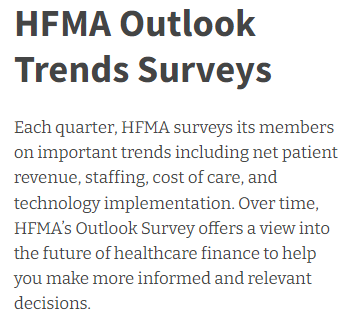 HFMA Outlook
Trends Surveys
Each quarter, HFMA surveys its members
on important trends including net patient
revenue, staffing, cost of care, and
technology implementation. Over time,
HFMA’s Outlook Survey offers a view into
the future of healthcare finance to help
you make more informed and relevant
decisions.